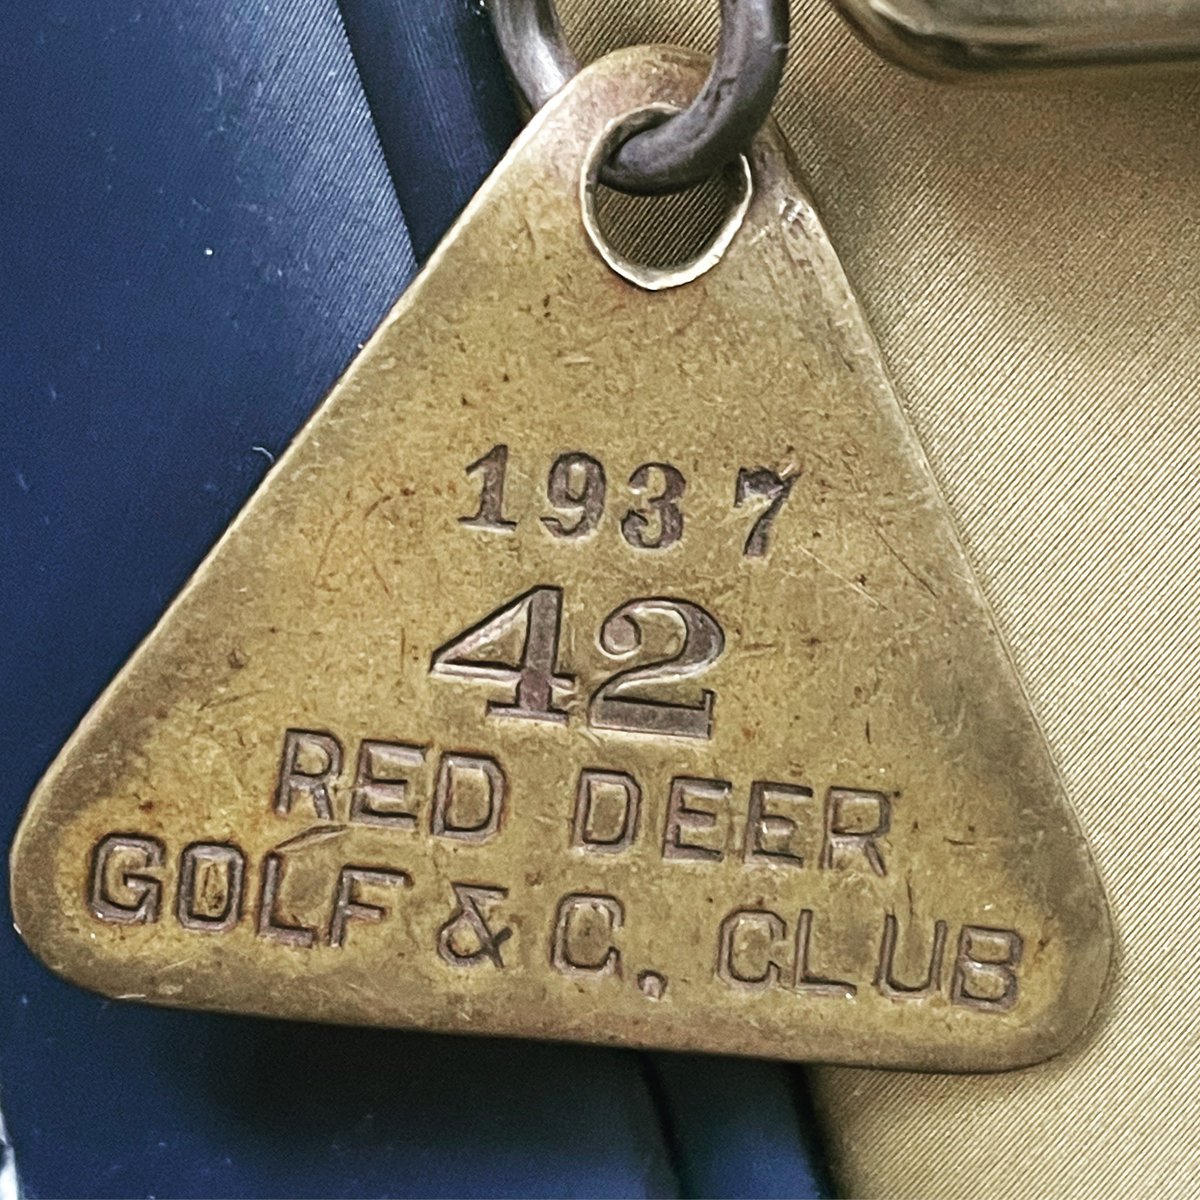 1937
42
RED DEER
GOLF & C. CLUB